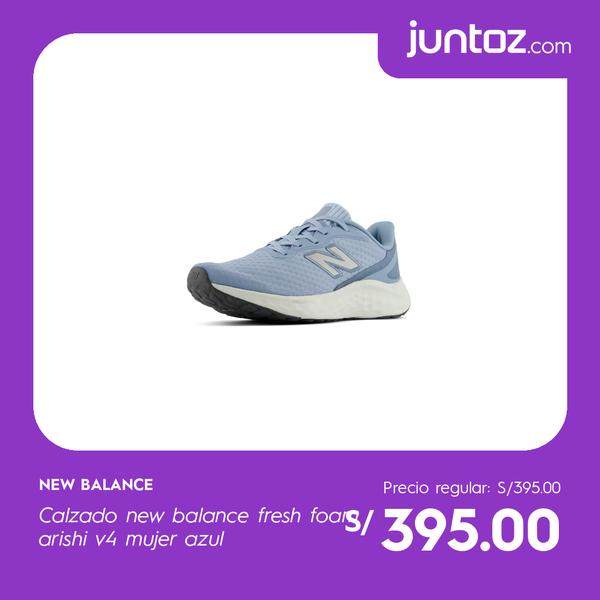 juntoz.com
N
NEW BALANCE
Calzado new balance fresh foam
arishi v4 mujer azul
Precio regular: S/395.00
S/ 395.00